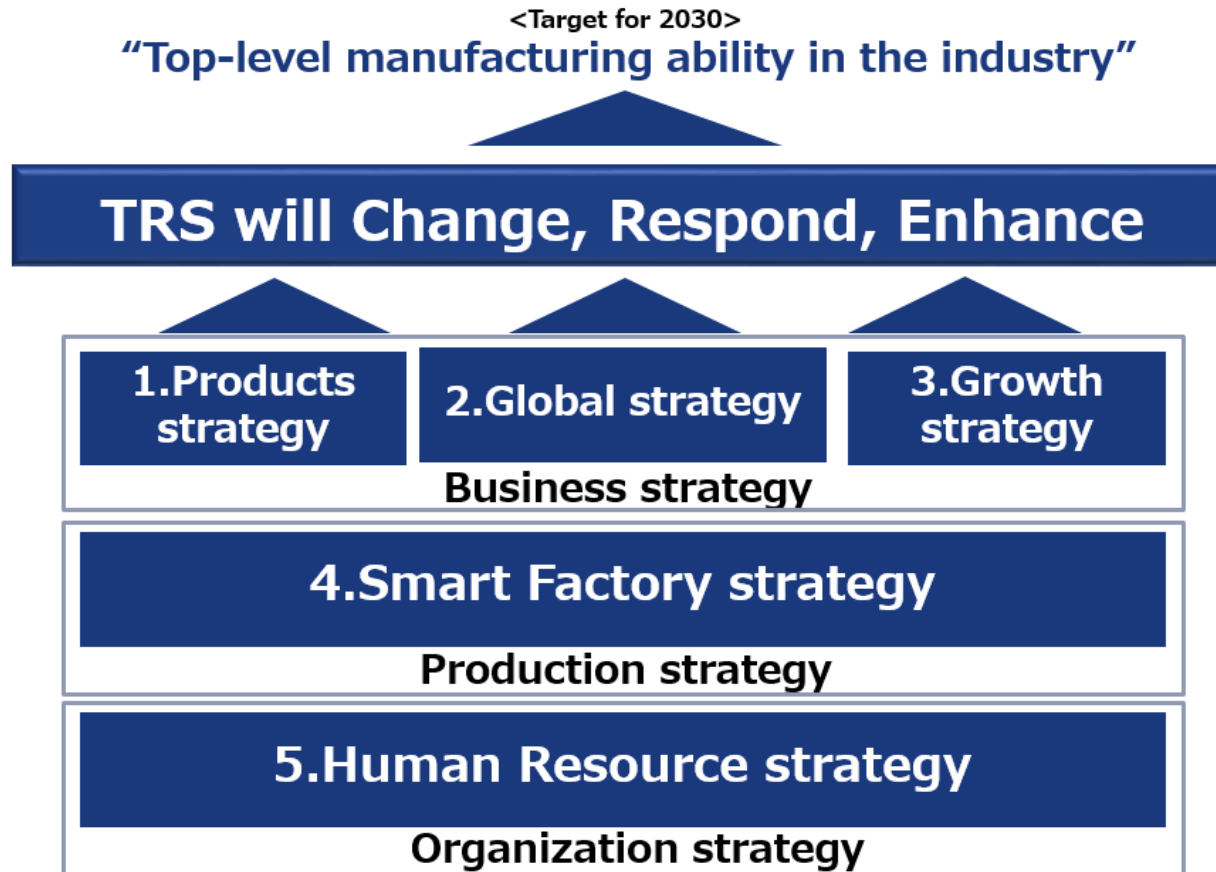 <Target for 2030>
“Top-level manufacturing ability in the industry”
TRS will Change, Respond, Enhance
1.Products
strategy
2.Global strategy
3.Growth
strategy
Business strategy
4.Smart Factory strategy
Production strategy
5.Human Resource strategy
Organization strategy